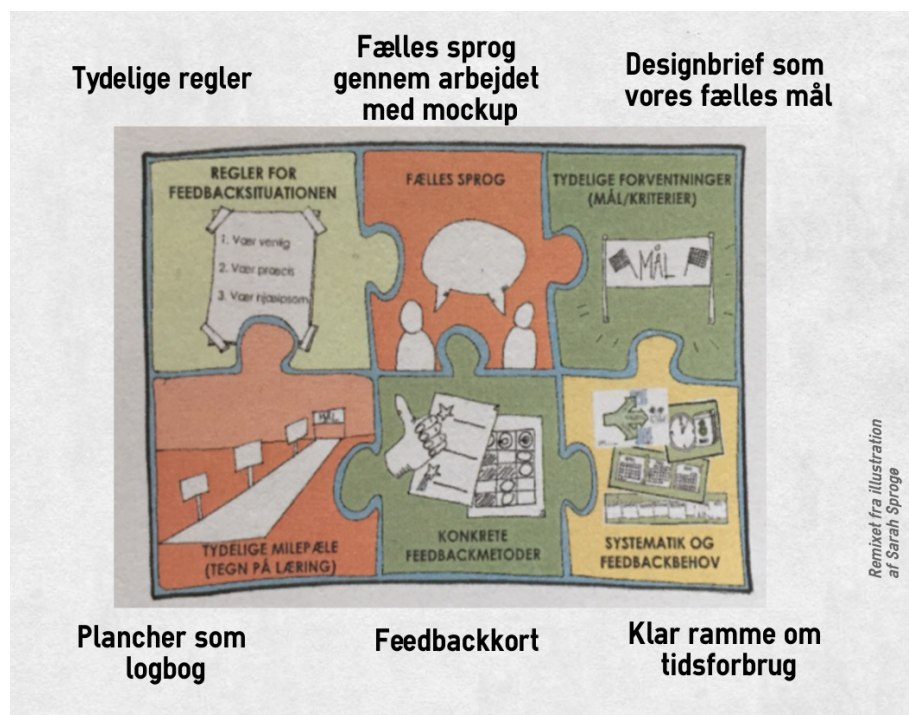 Tydelige regler
Fælles sprog
gennem arbejdet
med mockup
Designbrief som
vores fælles mål
REGLER FOR
FEEDBACKSITUATIONEN
1. Vær venlig
2. Vær præcis
3. Vær hjælpsom
FÆLLES SPROG
TYDELIGE FORVENTNINGER
(MÅL/KRITERIER)
MÅL
MÅL
TYDELIGE MILEPÆLE
(TEGN PÅ LÆRING)
KONKRETE
FEEDBACKMETODER
SYSTEMATIK OG
FEEDBACKBEHOV
Plancher som
logbog
Feedbackkort
Klar ramme om
tidsforbrug
Remixet fra illustration
af Sarah Sproge